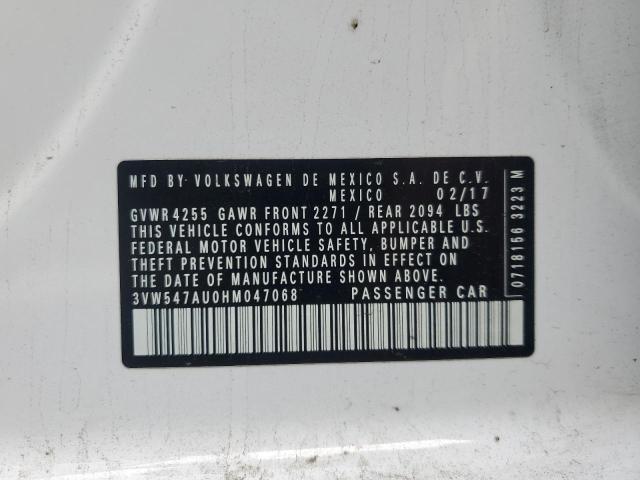 MFD BY: VOLKSWAGEN DE MEXICO S.A. DE C.V.
MEXICO 02/17
GVWR 4255 GAWR FRONT 2271 / REAR 2094 LBS
THIS VEHICLE CONFORMS TO ALL APPLICABLE U.S.
FEDERAL MOTOR VEHICLE SAFETY, BUMPER AND
THEFT PREVENTION STANDARDS IN EFFECT ON
THE DATE OF MANUFACTURE SHOWN ABOVE.
3VW547AU0HM047068 PASSENGER CAR
0718156 3223 M